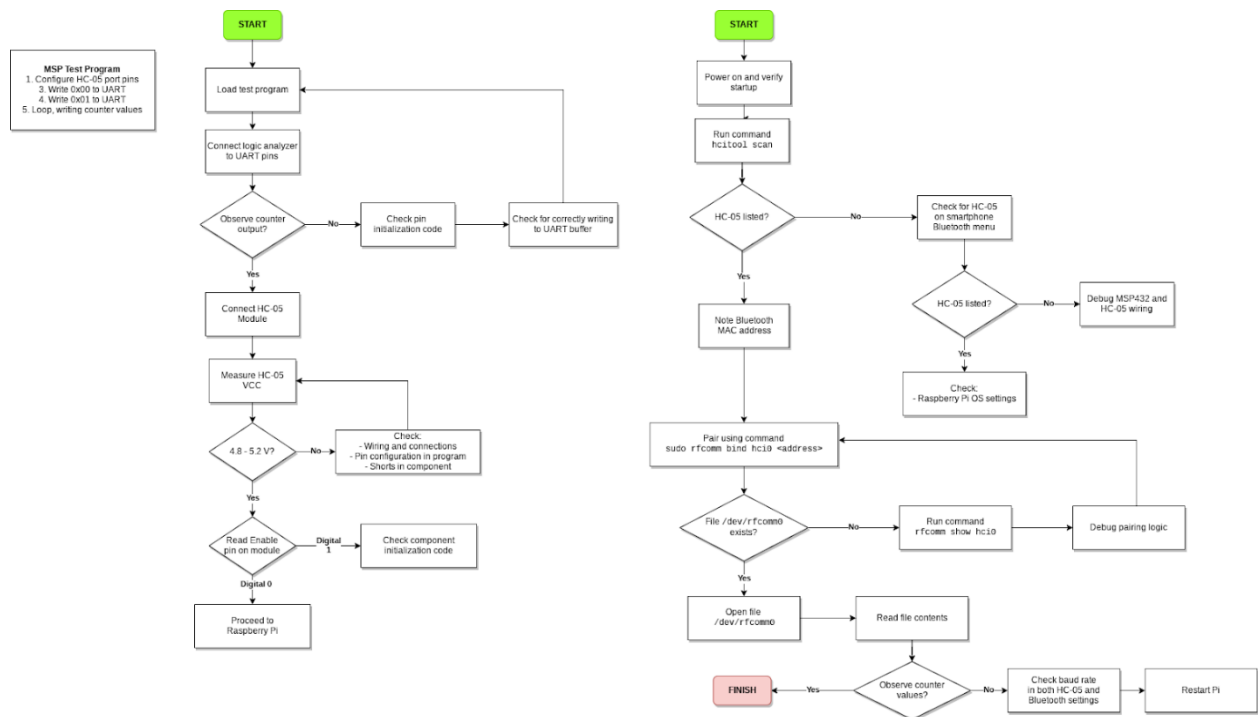 START
MSP Test Program
1. Configure HC-05 port pins
3. Write 0x00 to UART
4. Write 0x01 to UART
5. Loop, writing counter values
Load test program
Connect logic analyzer
to UART pins
Observe counter
output?
No
Check pin
initialization code
Check for correctly writing
to UART buffer
Yes
Connect HC-05
Module
Measure HC-05
VCC
4.8 - 5.2 V?
No
Check:
- Wiring and connections
- Pin configuration in program
- Shorts in component
Yes
Read Enable
pin on module
Digital
1
Check component
initialization code
Digital 0
Proceed to
Raspberry Pi
START
Power on and verify
startup
Run command
hcitool scan
HC-05 listed?
No
Check for HC-05
on smartphone
Bluetooth menu
HC-05 listed?
No
Debug MSP432 and
HC-05 wiring
Yes
Check:
- Raspberry Pi OS settings
Yes
Note Bluetooth
MAC address
Pair using command
sudo rfcomm bind hci0 <address>
File /dev/rfcomm0
exists?
No
Run command
rfcomm show hci0
Debug pairing logic
Yes
Open file
/dev/rfcomm0
Read file contents
Observe counter
values?
Yes
FINISH
No
Check baud rate
in both HC-05 and
Bluetooth settings
Restart Pi